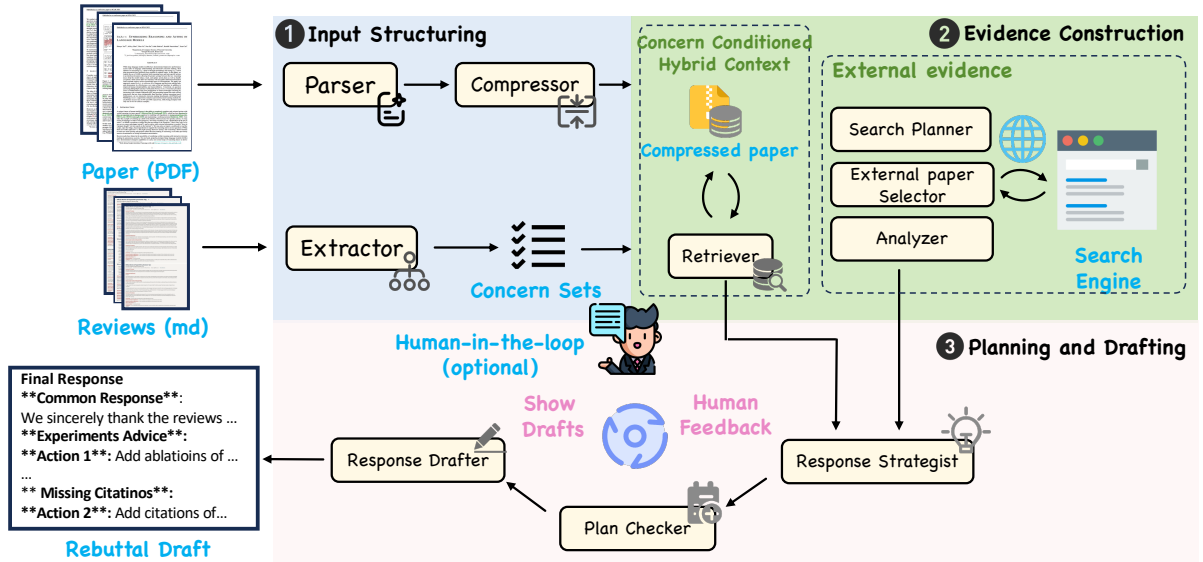 Paper (PDF)
Reviews (md)
1 Input Structuring
Parser
Compressor
Extractor
Concern Sets
Concern Conditioned
Hybrid Context
Compressed paper
Retriever
2 Evidence Construction
External evidence
Search Planner
External paper
Selector
Analyzer
Search
Engine
Human-in-the-loop
(optional)
3 Planning and Drafting
Show
Drafts
Human
Feedback
Response Strategist
Plan Checker
Response Drafter
Final Response
**Common Response**:
We sincerely thank the reviews ...
**Experiments Advice**:
**Action 1**: Add ablatioins of ...
...
** Missing Citatinos**:
**Action 2**: Add citations of...
Rebuttal Draft